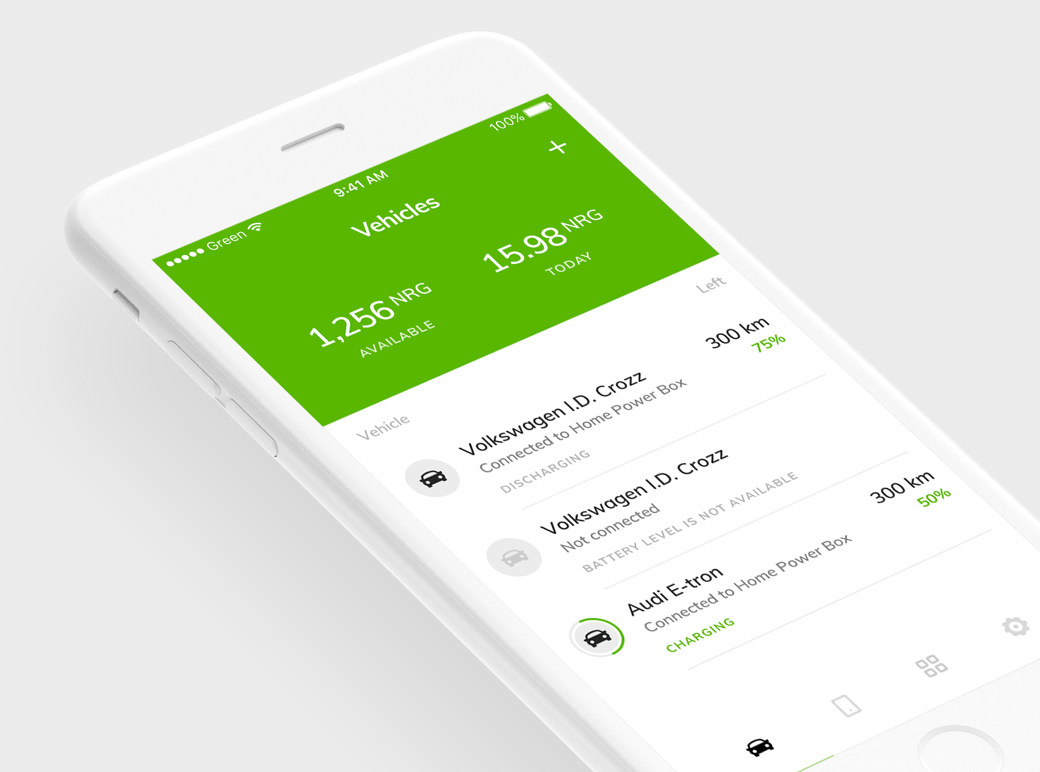 Green
9:41 AM
100%
Vehicles
1,256 NRG
AVAILABLE
15.98 NRG
TODAY
Vehicle
Left
Volkswagen I.D. Crozz
300 km
Connected to Home Power Box
75%
DISCHARGING
Volkswagen I.D. Crozz
Not connected
BATTERY LEVEL IS NOT AVAILABLE
Audi E-tron
300 km
Connected to Home Power Box
50%
CHARGING